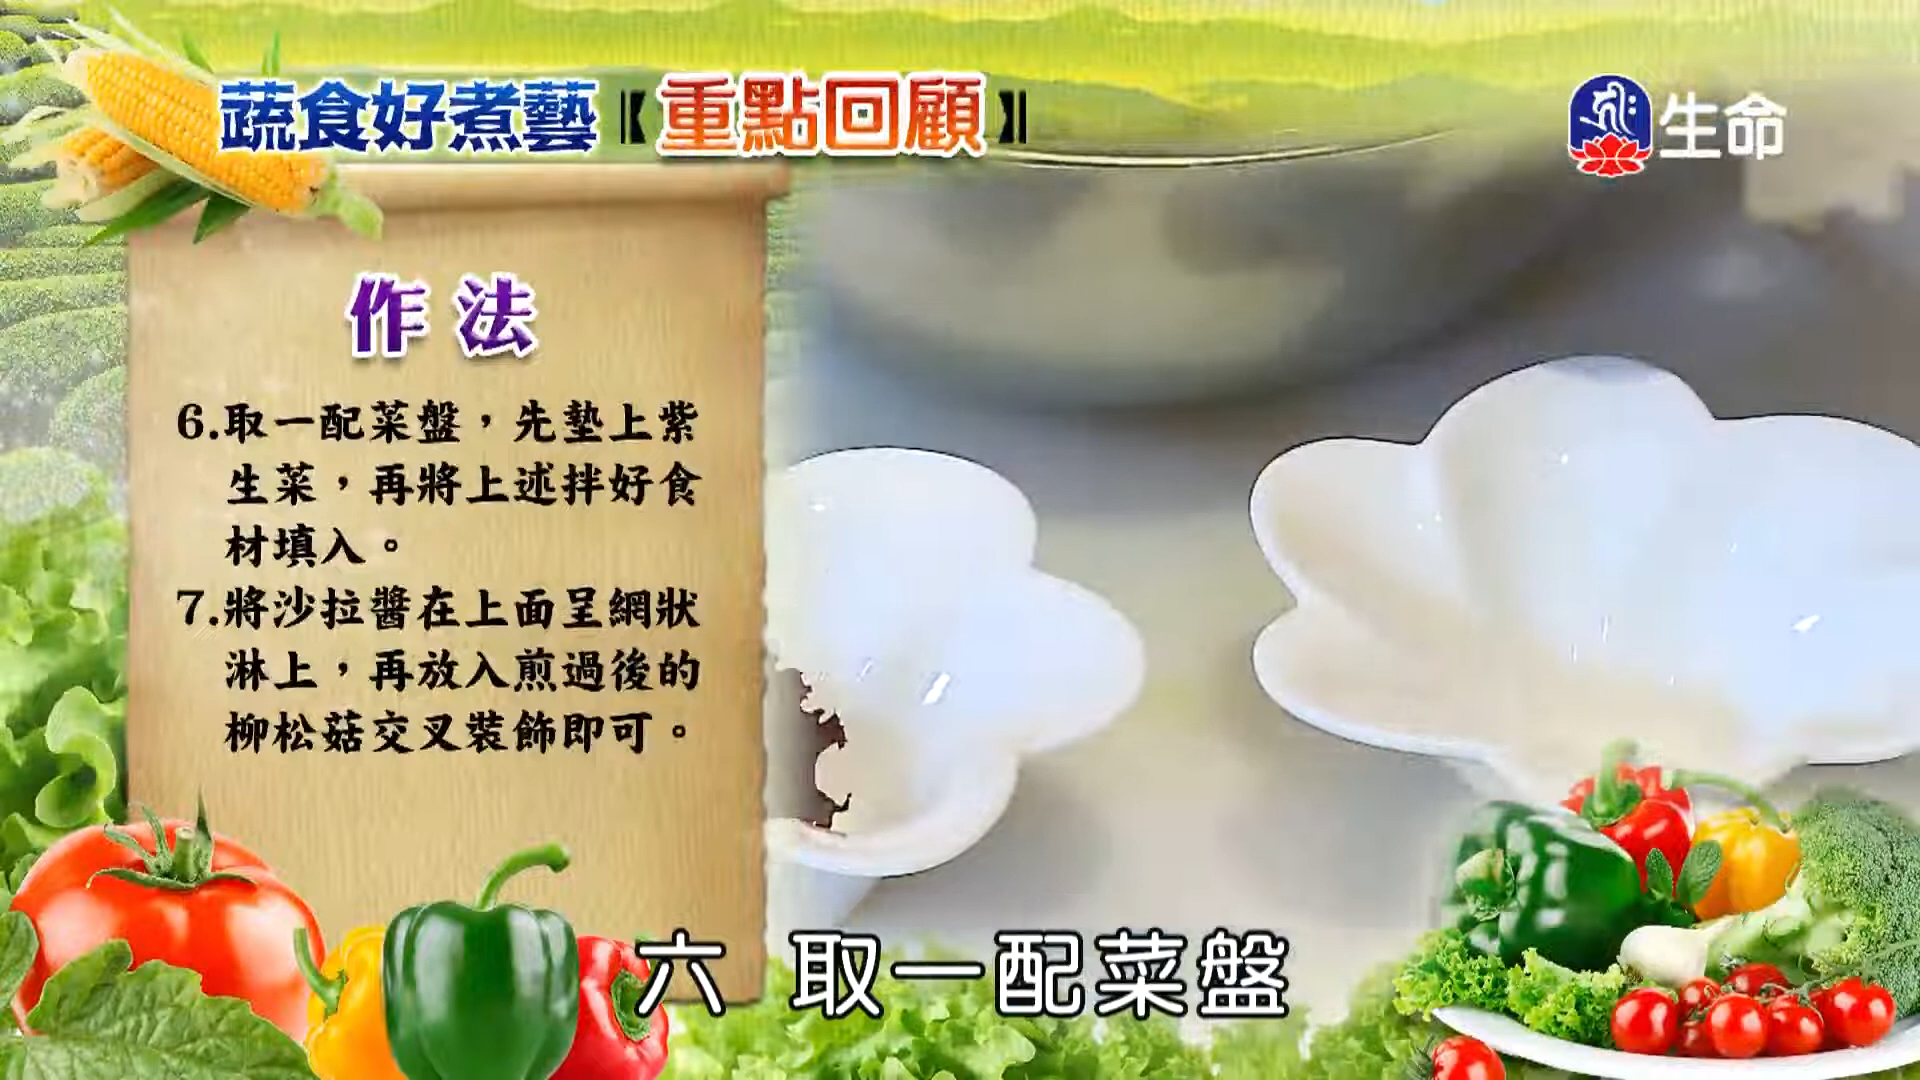 蔬食好煮藝【重點回顧】
生命
作法
6.取一配菜盤，先墊上紫
生菜，再將上述拌好食
材填入。
7.將沙拉醬在上面呈網狀
淋上，再放入煎過後的
柳松菇交叉裝飾即可。
六 取一配菜盤